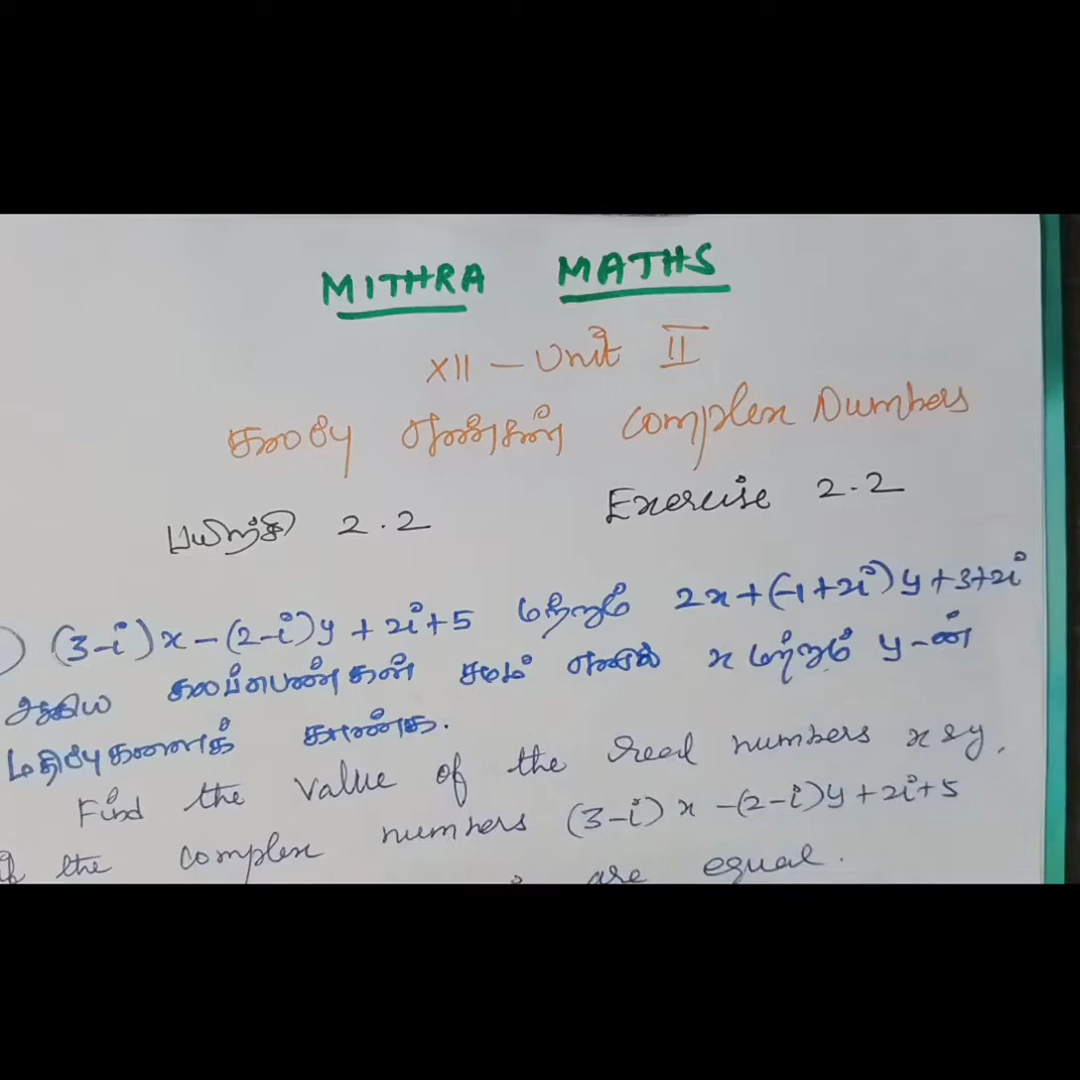 MITHRA MATHS
XII - Unit II
கலப்பு எண்கள் Complex Numbers
பயிற்சி 2.2 Exercise 2.2
(3-i)x-(2-i)y+2i+5 மற்றும் 2x+(-1+2i)y+3+2i
ஆகிய கலப்பெண்கள் சமம் எனில் x மற்றும் y-ன்
மதிப்புகளைக் காண்க.
Find the value of the real numbers x & y,
if the complex numbers (3-i)x-(2-i)y+2i+5
are equal.